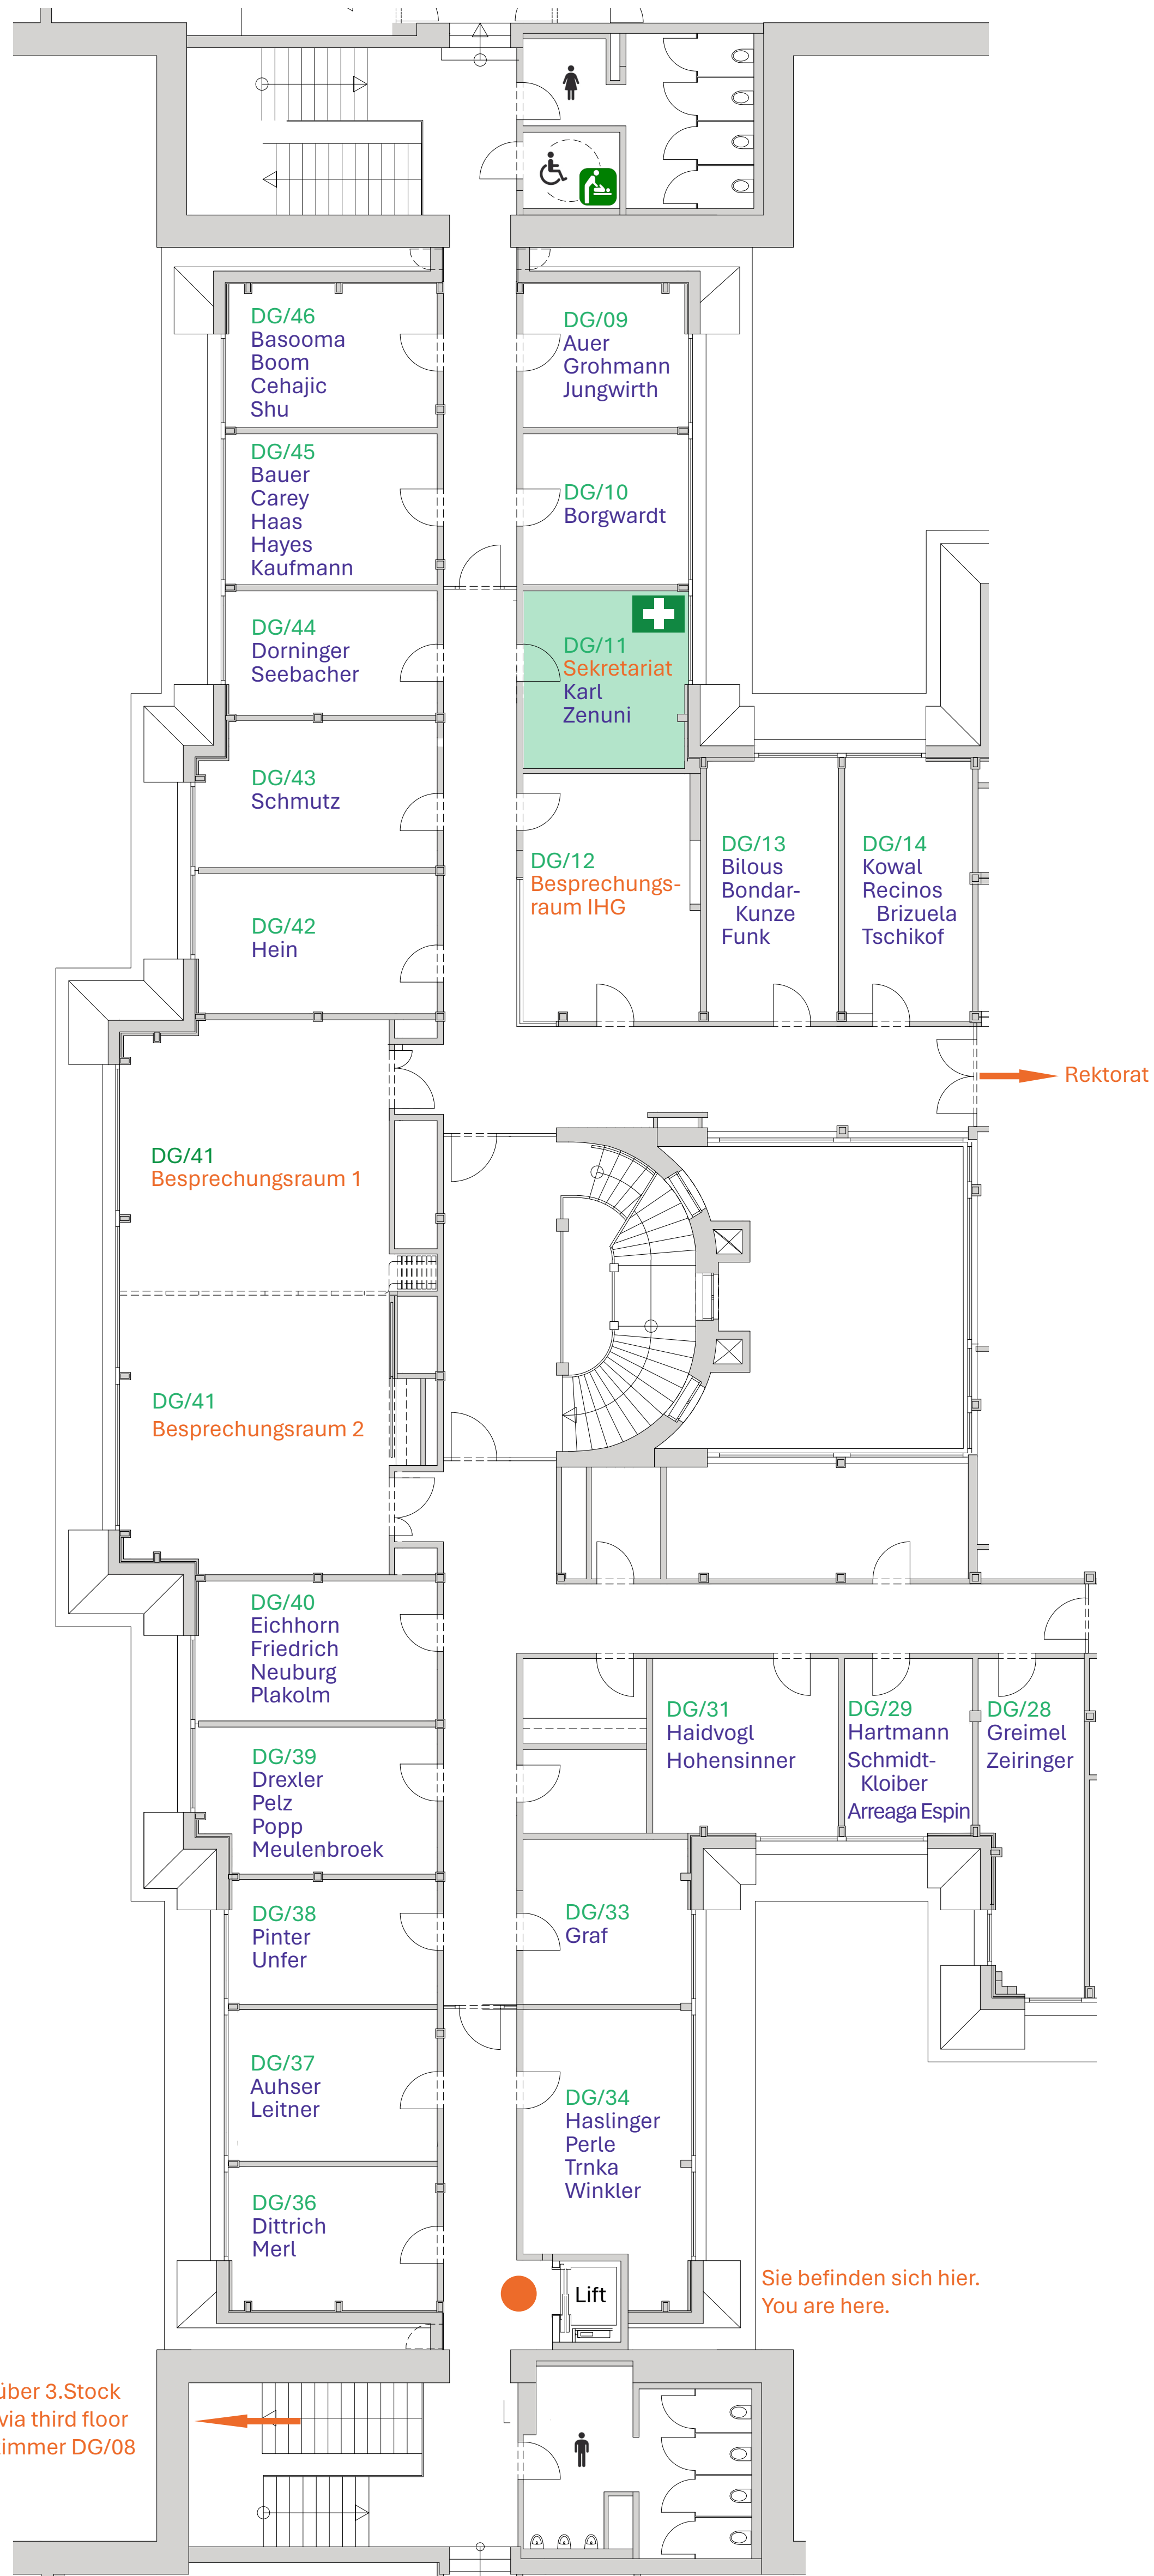 DG/46
Basooma
Boom
Cehajic
Shu
DG/09
Auer
Grohmann
Jungwirth
DG/45
Bauer
Carey
Haas
Hayes
Kaufmann
DG/10
Borgwardt
DG/44
Dorninger
Seebacher
DG/11
Sekretariat
Karl
Zenuni
DG/43
Schmutz
DG/12
Besprechungs-
raum IHG
DG/13
Bilous
Bondar-
Kunze
Funk
DG/14
Kowal
Recinos
Brizuela
Tschikof
DG/42
Hein
Rektorat
DG/41
Besprechungsraum 1
DG/41
Besprechungsraum 2
DG/40
Eichhorn
Friedrich
Neuburg
Plakolm
DG/31
Haidvogl
Hohensinner
DG/29
Hartmann
Schmidt-
Kloiber
Arreaga Espin
DG/28
Greimel
Zeiringer
DG/39
Drexler
Pelz
Popp
Meulenbroek
DG/38
Pinter
Unfer
DG/33
Graf
DG/37
Auhser
Leitner
DG/34
Haslinger
Perle
Trnka
Winkler
DG/36
Dittrich
Merl
Lift
Sie befinden sich hier.
You are here.
über 3.Stock
via third floor
immer DG/08